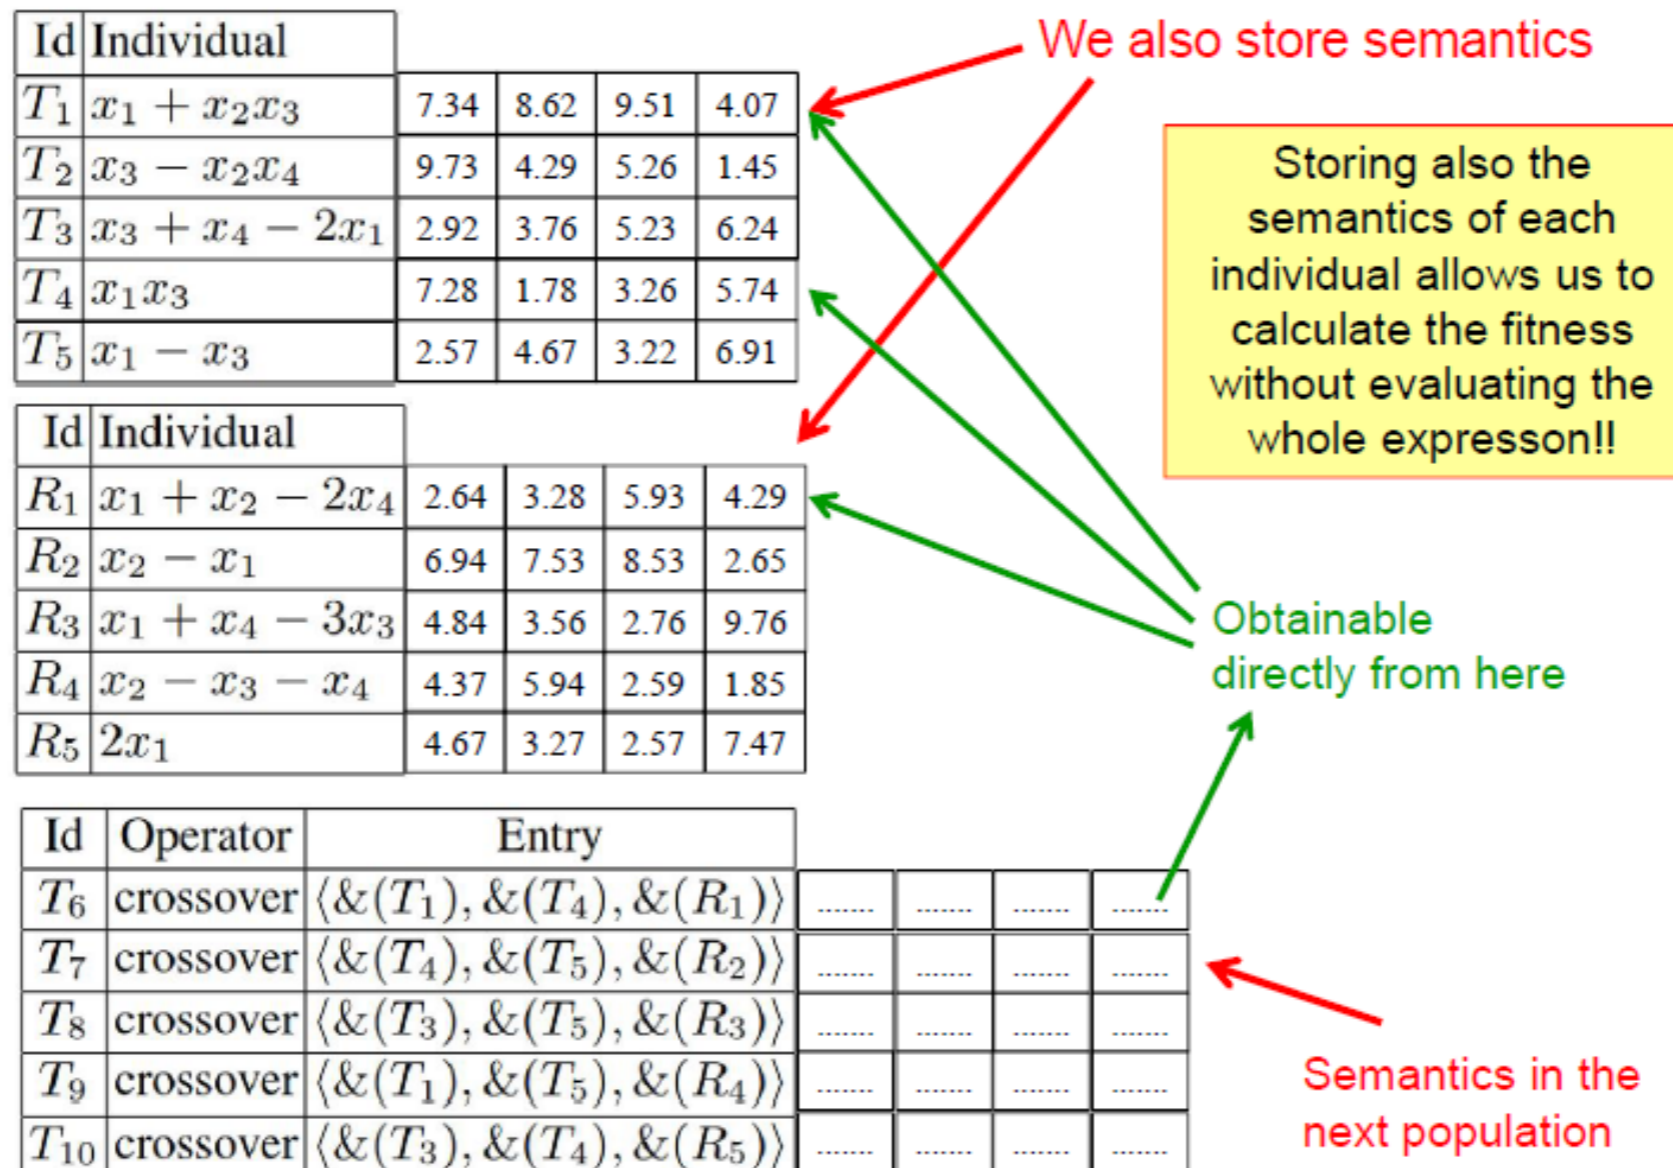 Id Individual
T1 x1 + x2x3 7.34 8.62 9.51 4.07
T2 x3 − x2x4 9.73 4.29 5.26 1.45
T3 x3 + x4 − 2x1 2.92 3.76 5.23 6.24
T4 x1x3 7.28 1.78 3.26 5.74
T5 x1 − x3 2.57 4.67 3.22 6.91
We also store semantics
Storing also the
semantics of each
individual allows us to
calculate the fitness
without evaluating the
whole expresson!!
Id Individual
R1 x1 + x2 − 2x4 2.64 3.28 5.93 4.29
R2 x2 − x1 6.94 7.53 8.53 2.65
R3 x1 + x4 − 3x3 4.84 3.56 2.76 9.76
R4 x2 − x3 − x4 4.37 5.94 2.59 1.85
R5 2x1 4.67 3.27 2.57 7.47
Obtainable
directly from here
Id Operator Entry
T6 crossover ⟨&(T1), &(T4), &(R1)⟩ ....... ....... ....... .......
T7 crossover ⟨&(T4), &(T5), &(R2)⟩ ....... ....... ....... .......
T8 crossover ⟨&(T3), &(T5), &(R3)⟩ ....... ....... ....... .......
T9 crossover ⟨&(T1), &(T5), &(R4)⟩ ....... ....... ....... .......
T10 crossover ⟨&(T3), &(T4), &(R5)⟩ ....... ....... ....... .......
Semantics in the
next population